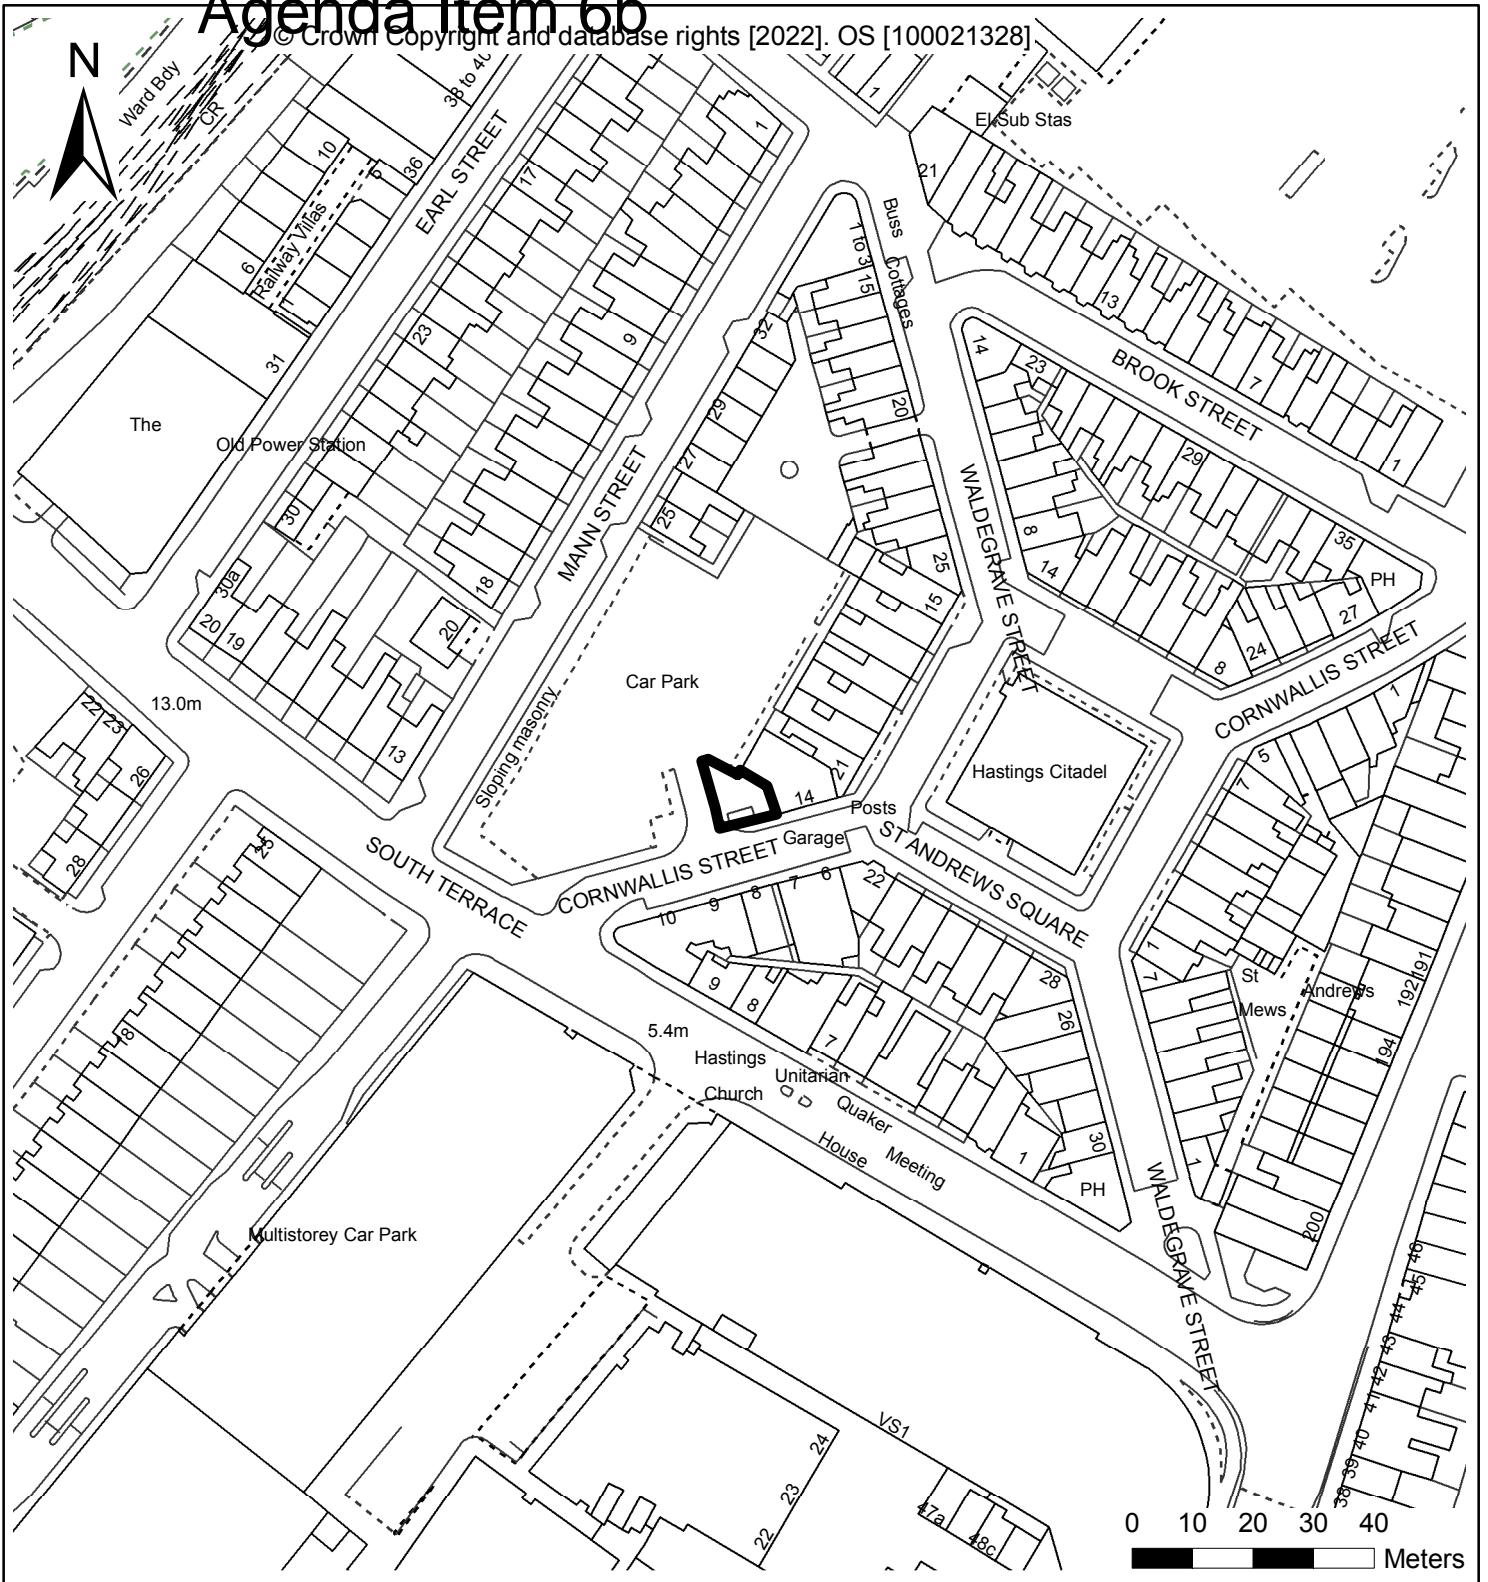 Agenda Item 6b
© Crown Copyright and database rights [2022]. OS [100021328]
N
Ward Bdy
CR
38 to 40
1
1
El Sub Stas
10
5
36
EARL STREET
17
21
Buss
Cottages
1 to 3
15
6
Railway Villas
13
23
9
32
14
23
BROOK STREET
7
31
29
20
The
Old Power Station
27
29
1
WALDEGRAVE STREET
30
25
MANN STREET
8
35
PH
25
14
18
30a
15
27
20
19
20
24
8
CORNWALLIS STREET
Car Park
1
13.0m
22
23
Sloping masonry
13
26
Hastings Citadel
5
7
21
14
Posts
Garage
ST ANDREWS SQUARE
28
25
SOUTH TERRACE
CORNWALLIS STREET
10
9
8
7
6
22
1
7
St
Andrews
Mews
191
192
9
8
28
26
18
5.4m
7
Hastings
Unitarian
Church
Quaker
Meeting
House
194
1
30
PH
1
WALDEGRAVE STREET
200
Multistorey Car Park
46
45
44
43
42
41
40
39
38
VS1
24
23
22
47a
48c
0 10 20 30 40
Meters